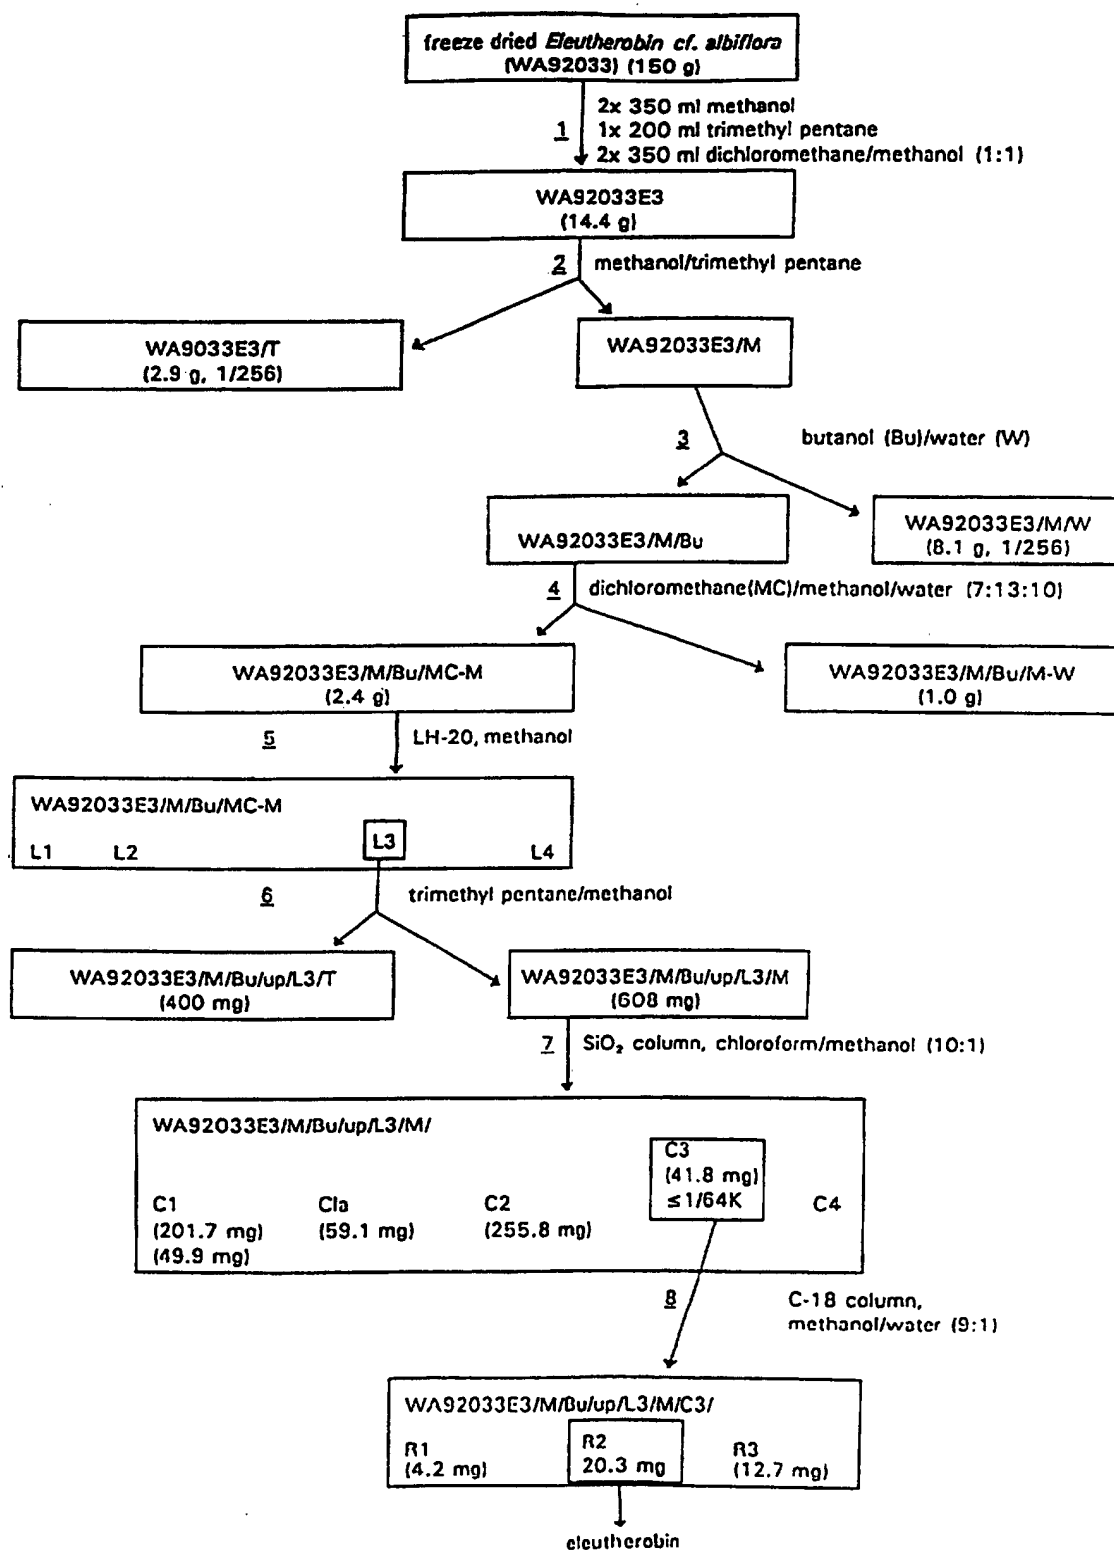 freeze dried Eleutherobin cf. albiflora
(WA92033) (150 g)
2x 350 ml methanol
1
1x 200 ml trimethyl pentane
2x 350 ml dichloromethane/methanol (1:1)
WA92033E3
(14.4 g)
2
methanol/trimethyl pentane
WA9033E3/T
(2.9 g, 1/256)
WA92033E3/M
3
butanol (Bu)/water (W)
WA92033E3/M/Bu
WA92033E3/M/W
(8.1 g, 1/256)
4
dichloromethane(MC)/methanol/water (7:13:10)
WA92033E3/M/Bu/MC-M
(2.4 g)
WA92033E3/M/Bu/M-W
(1.0 g)
5
LH-20, methanol
WA92033E3/M/Bu/MC-M
L1 L2 L3 L4
6
trimethyl pentane/methanol
WA92033E3/M/Bu/up/L3/T
(400 mg)
WA92033E3/M/Bu/up/L3/M
(608 mg)
7
SiO₂ column, chloroform/methanol (10:1)
WA92033E3/M/Bu/up/L3/M/
C1
(201.7 mg)
(49.9 mg)
Cla
(59.1 mg)
C2
(255.8 mg)
C3
(41.8 mg)
≤1/64K
C4
8
C-18 column,
methanol/water (9:1)
WA92033E3/M/Bu/up/L3/M/C3/
R1
(4.2 mg)
R2
20.3 mg
R3
(12.7 mg)
eleutherobin